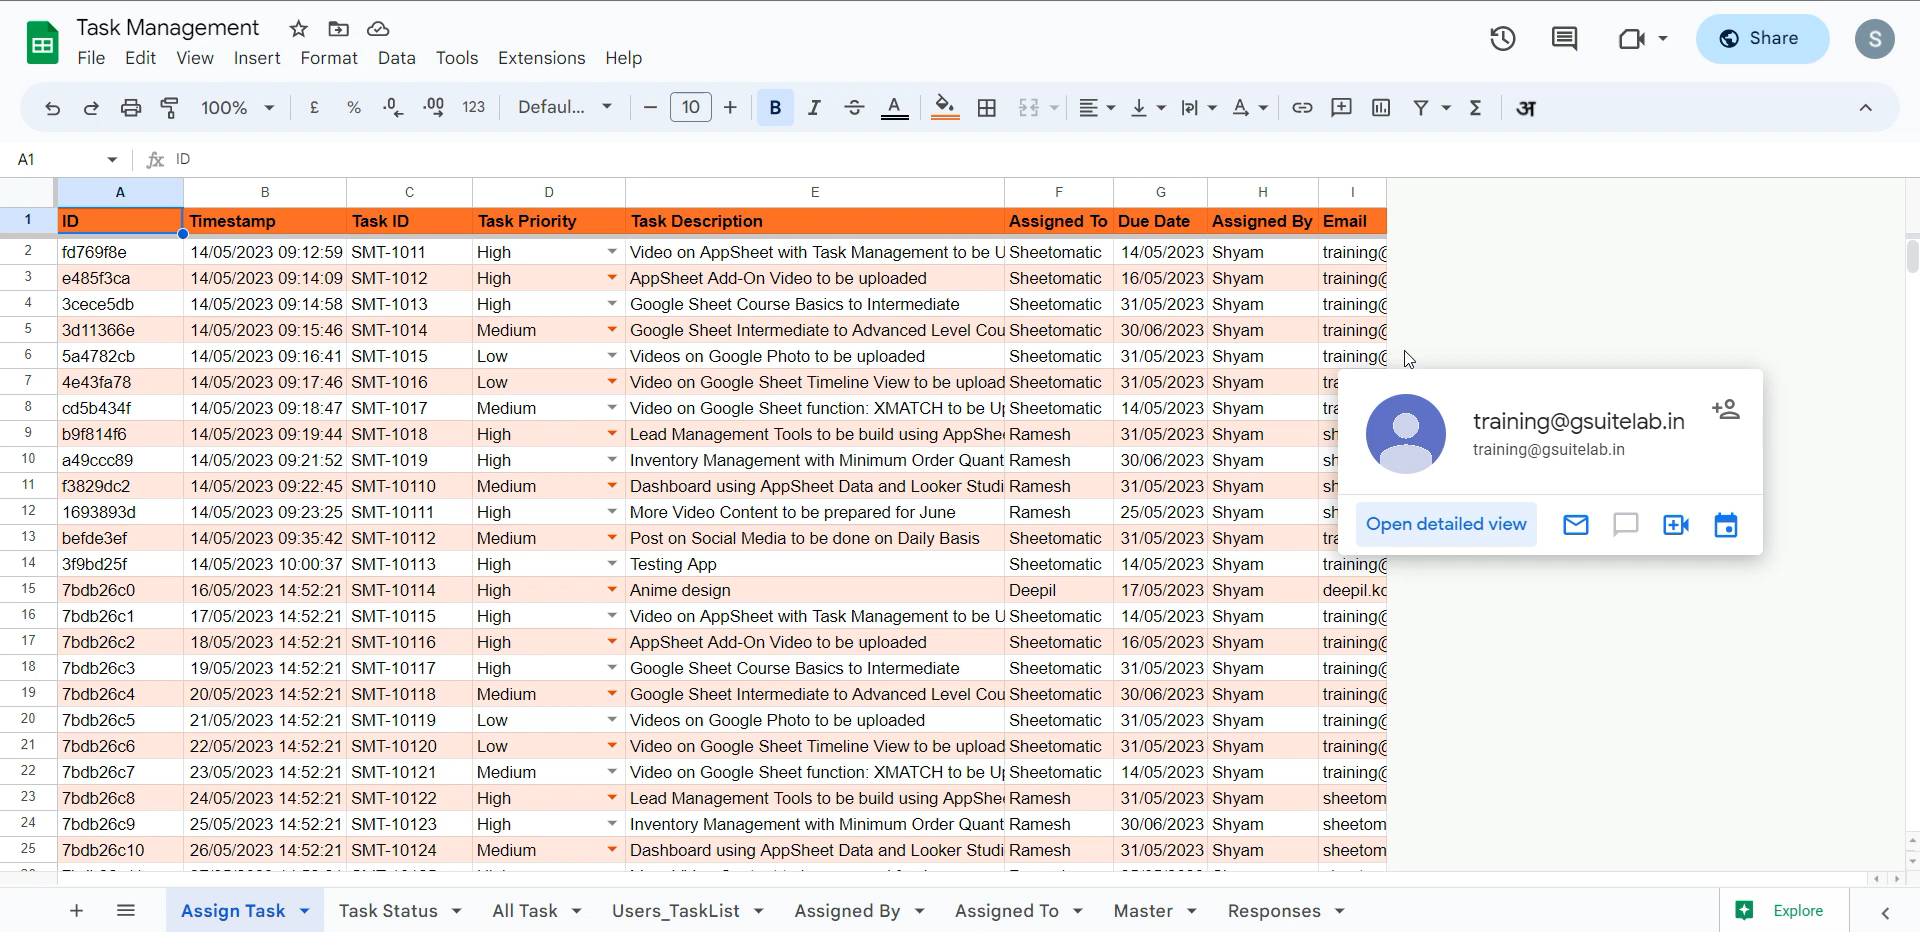 Task Management
File Edit View Insert Format Data Tools Extensions Help
Share
S
100% £ % .0 .00 123 Defaul... 10 B I A Σ अ
A1 fx ID
A B C D E F G H I
1 ID Timestamp Task ID Task Priority Task Description Assigned To Due Date Assigned By Email
2 fd769f8e 14/05/2023 09:12:59 SMT-1011 High Video on AppSheet with Task Management to be U Sheetomatic 14/05/2023 Shyam training@
3 e485f3ca 14/05/2023 09:14:09 SMT-1012 High AppSheet Add-On Video to be uploaded Sheetomatic 16/05/2023 Shyam training@
4 3cece5db 14/05/2023 09:14:58 SMT-1013 High Google Sheet Course Basics to Intermediate Sheetomatic 31/05/2023 Shyam training@
5 3d11366e 14/05/2023 09:15:46 SMT-1014 Medium Google Sheet Intermediate to Advanced Level Cou Sheetomatic 30/06/2023 Shyam training@
6 5a4782cb 14/05/2023 09:16:41 SMT-1015 Low Videos on Google Photo to be uploaded Sheetomatic 31/05/2023 Shyam training@
7 4e43fa78 14/05/2023 09:17:46 SMT-1016 Low Video on Google Sheet Timeline View to be upload Sheetomatic 31/05/2023 Shyam tra
8 cd5b434f 14/05/2023 09:18:47 SMT-1017 Medium Video on Google Sheet function: XMATCH to be Up Sheetomatic 14/05/2023 Shyam tra
9 b9f814f6 14/05/2023 09:19:44 SMT-1018 High Lead Management Tools to be build using AppShee Ramesh 31/05/2023 Shyam sh
10 a49ccc89 14/05/2023 09:21:52 SMT-1019 High Inventory Management with Minimum Order Quant Ramesh 30/06/2023 Shyam sh
11 f3829dc2 14/05/2023 09:22:45 SMT-10110 Medium Dashboard using AppSheet Data and Looker Studi Ramesh 31/05/2023 Shyam sh
12 1693893d 14/05/2023 09:23:25 SMT-10111 High More Video Content to be prepared for June Ramesh 25/05/2023 Shyam sh
13 befde3ef 14/05/2023 09:35:42 SMT-10112 Medium Post on Social Media to be done on Daily Basis Sheetomatic 31/05/2023 Shyam tra
14 3f9bd25f 14/05/2023 10:00:37 SMT-10113 High Testing App Sheetomatic 14/05/2023 Shyam training@
15 7bdb26c0 16/05/2023 14:52:21 SMT-10114 High Anime design Deepil 17/05/2023 Shyam deepil.kc
16 7bdb26c1 17/05/2023 14:52:21 SMT-10115 High Video on AppSheet with Task Management to be U Sheetomatic 14/05/2023 Shyam training@
17 7bdb26c2 18/05/2023 14:52:21 SMT-10116 High AppSheet Add-On Video to be uploaded Sheetomatic 16/05/2023 Shyam training@
18 7bdb26c3 19/05/2023 14:52:21 SMT-10117 High Google Sheet Course Basics to Intermediate Sheetomatic 31/05/2023 Shyam training@
19 7bdb26c4 20/05/2023 14:52:21 SMT-10118 Medium Google Sheet Intermediate to Advanced Level Cou Sheetomatic 30/06/2023 Shyam training@
20 7bdb26c5 21/05/2023 14:52:21 SMT-10119 Low Videos on Google Photo to be uploaded Sheetomatic 31/05/2023 Shyam training@
21 7bdb26c6 22/05/2023 14:52:21 SMT-10120 Low Video on Google Sheet Timeline View to be upload Sheetomatic 31/05/2023 Shyam training@
22 7bdb26c7 23/05/2023 14:52:21 SMT-10121 Medium Video on Google Sheet function: XMATCH to be Up Sheetomatic 14/05/2023 Shyam training@
23 7bdb26c8 24/05/2023 14:52:21 SMT-10122 High Lead Management Tools to be build using AppShee Ramesh 31/05/2023 Shyam sheetom
24 7bdb26c9 25/05/2023 14:52:21 SMT-10123 High Inventory Management with Minimum Order Quant Ramesh 30/06/2023 Shyam sheetom
25 7bdb26c10 26/05/2023 14:52:21 SMT-10124 Medium Dashboard using AppSheet Data and Looker Studi Ramesh 31/05/2023 Shyam sheetom
training@gsuitelab.in
training@gsuitelab.in
Open detailed view
Assign Task Task Status All Task Users_TaskList Assigned By Assigned To Master Responses Explore